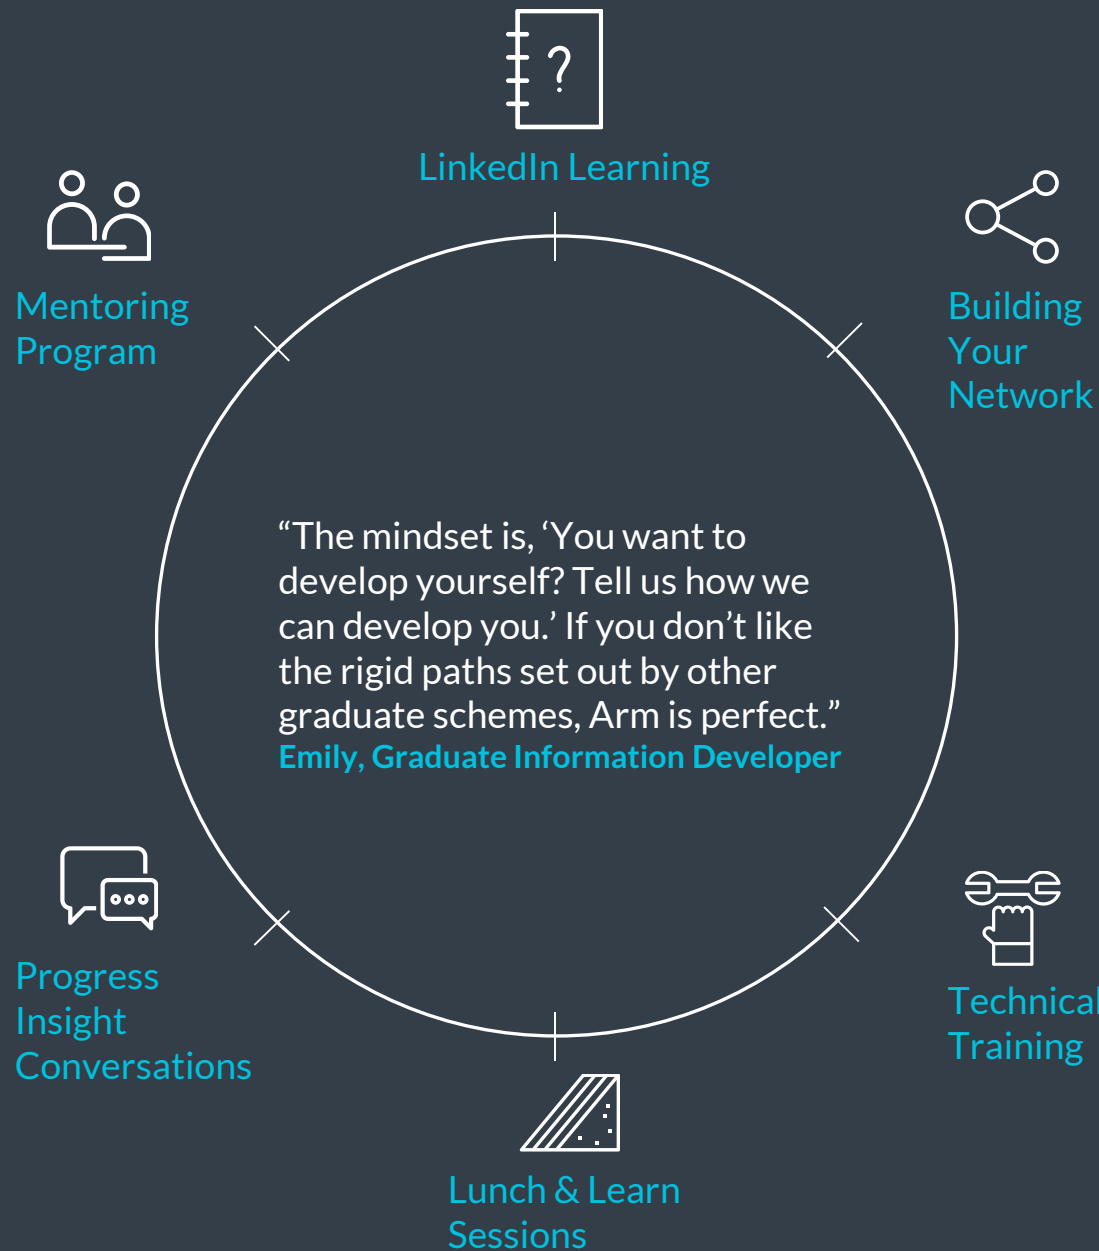 ?
LinkedIn Learning
Mentoring
Program
Building
Your
Network
“The mindset is, ‘You want to
develop yourself? Tell us how we
can develop you.’ If you don’t like
the rigid paths set out by other
graduate schemes, Arm is perfect.”
Emily, Graduate Information Developer
Progress
Insight
Conversations
Technical
Training
Lunch & Learn
Sessions